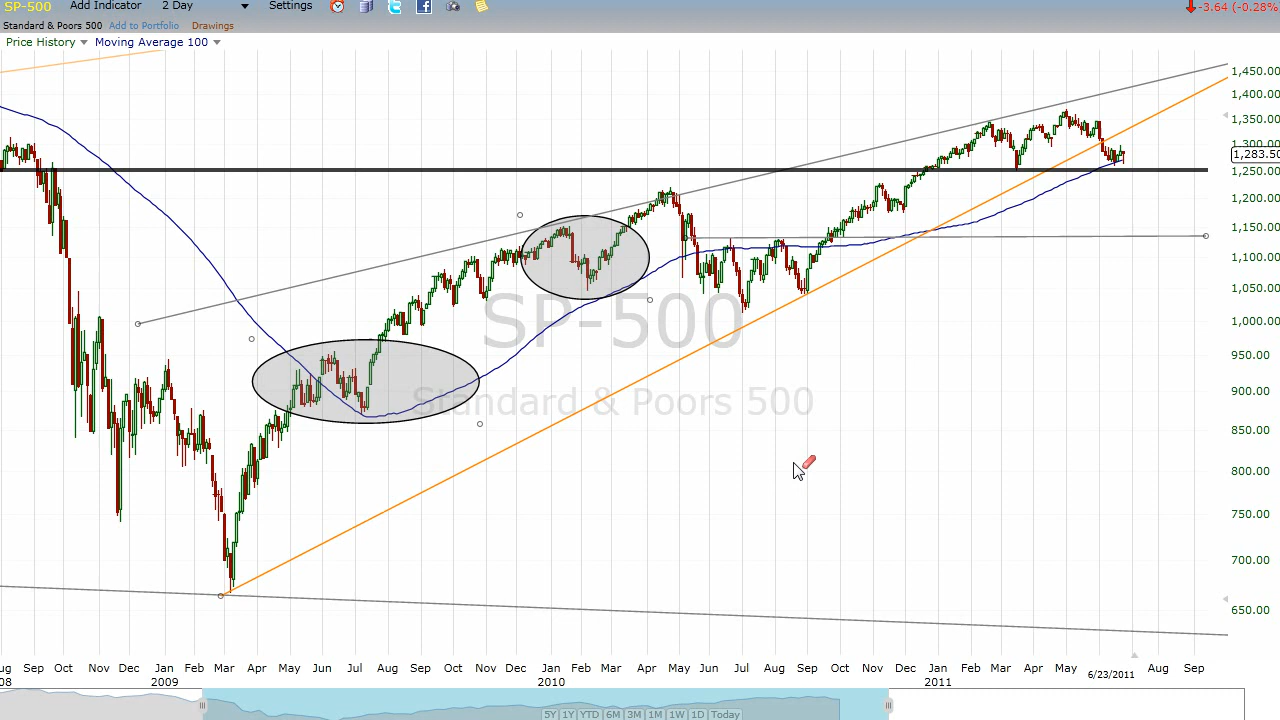 SP-500 Add Indicator 2 Day Settings -3.64 (-0.28%
Standard & Poors 500 Add to Portfolio Drawings
Price History Moving Average 100
1,450.00
1,400.00
1,350.00
1,300.00
1,283.50
1,250.00
1,200.00
1,150.00
1,100.00
1,050.00
SP-500
1,000.00
950.00
900.00
Standard & Poors 500
850.00
800.00
750.00
700.00
650.00
ug Sep Oct Nov Dec Jan Feb Mar Apr May Jun Jul Aug Sep Oct Nov Dec Jan Feb Mar Apr May Jun Jul Aug Sep Oct Nov Dec Jan Feb Mar Apr May 6/23/2011 Aug Sep
08 2009 2010 2011
5Y 1Y YTD 6M 3M 1M 1W 1D Today